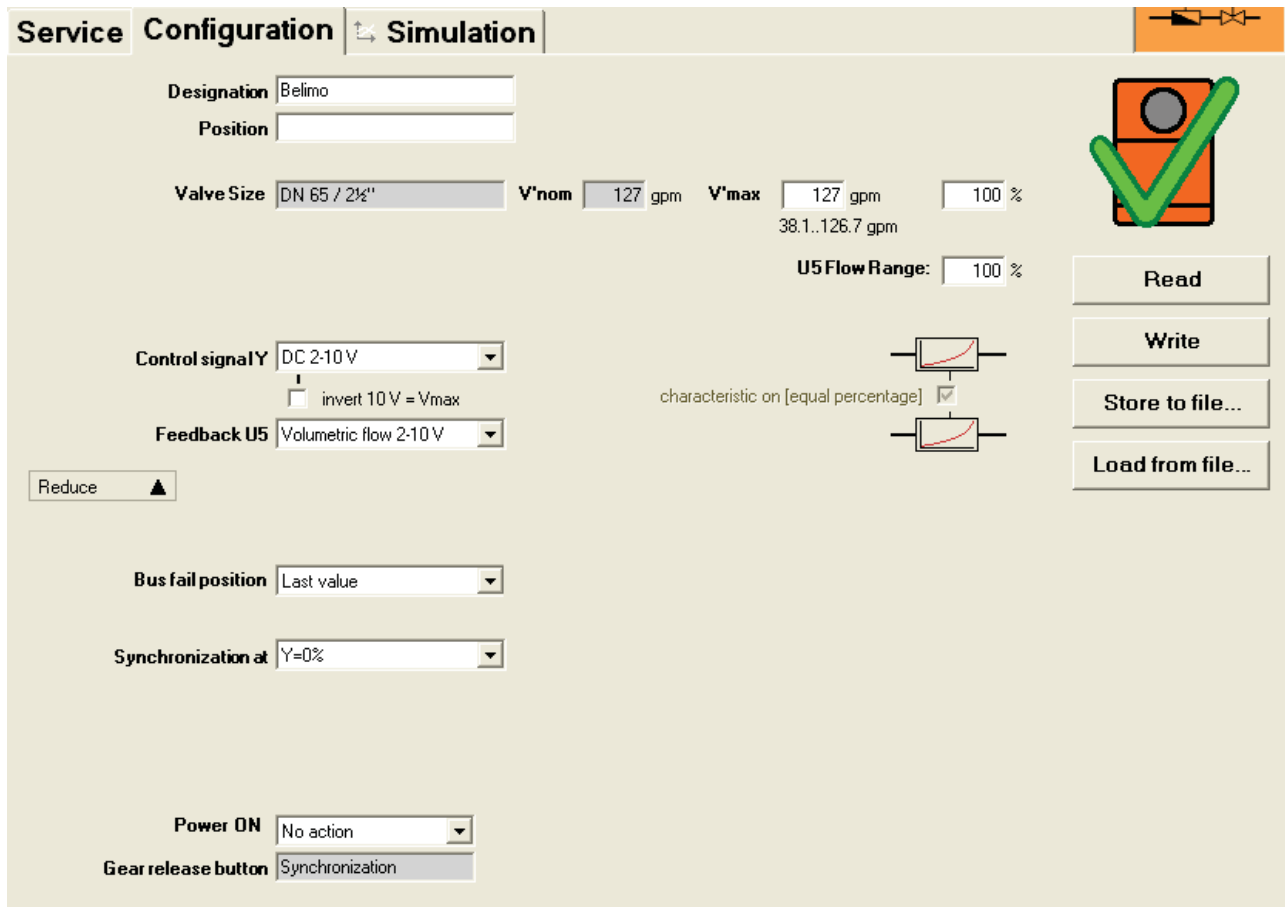 Service Configuration Simulation
Designation Belimo
Position
Valve Size DN 65 / 2½" V'nom 127 gpm V'max 127 gpm 100 %
38.1..126.7 gpm
U5 Flow Range: 100 %
Read
Control signal Y DC 2-10 V
Write
invert 10 V = Vmax characteristic on [equal percentage]
Store to file...
Feedback U5 Volumetric flow 2-10 V
Load from file...
Reduce
Bus fail position Last value
Synchronization at Y=0%
Power ON No action
Gear release button Synchronization